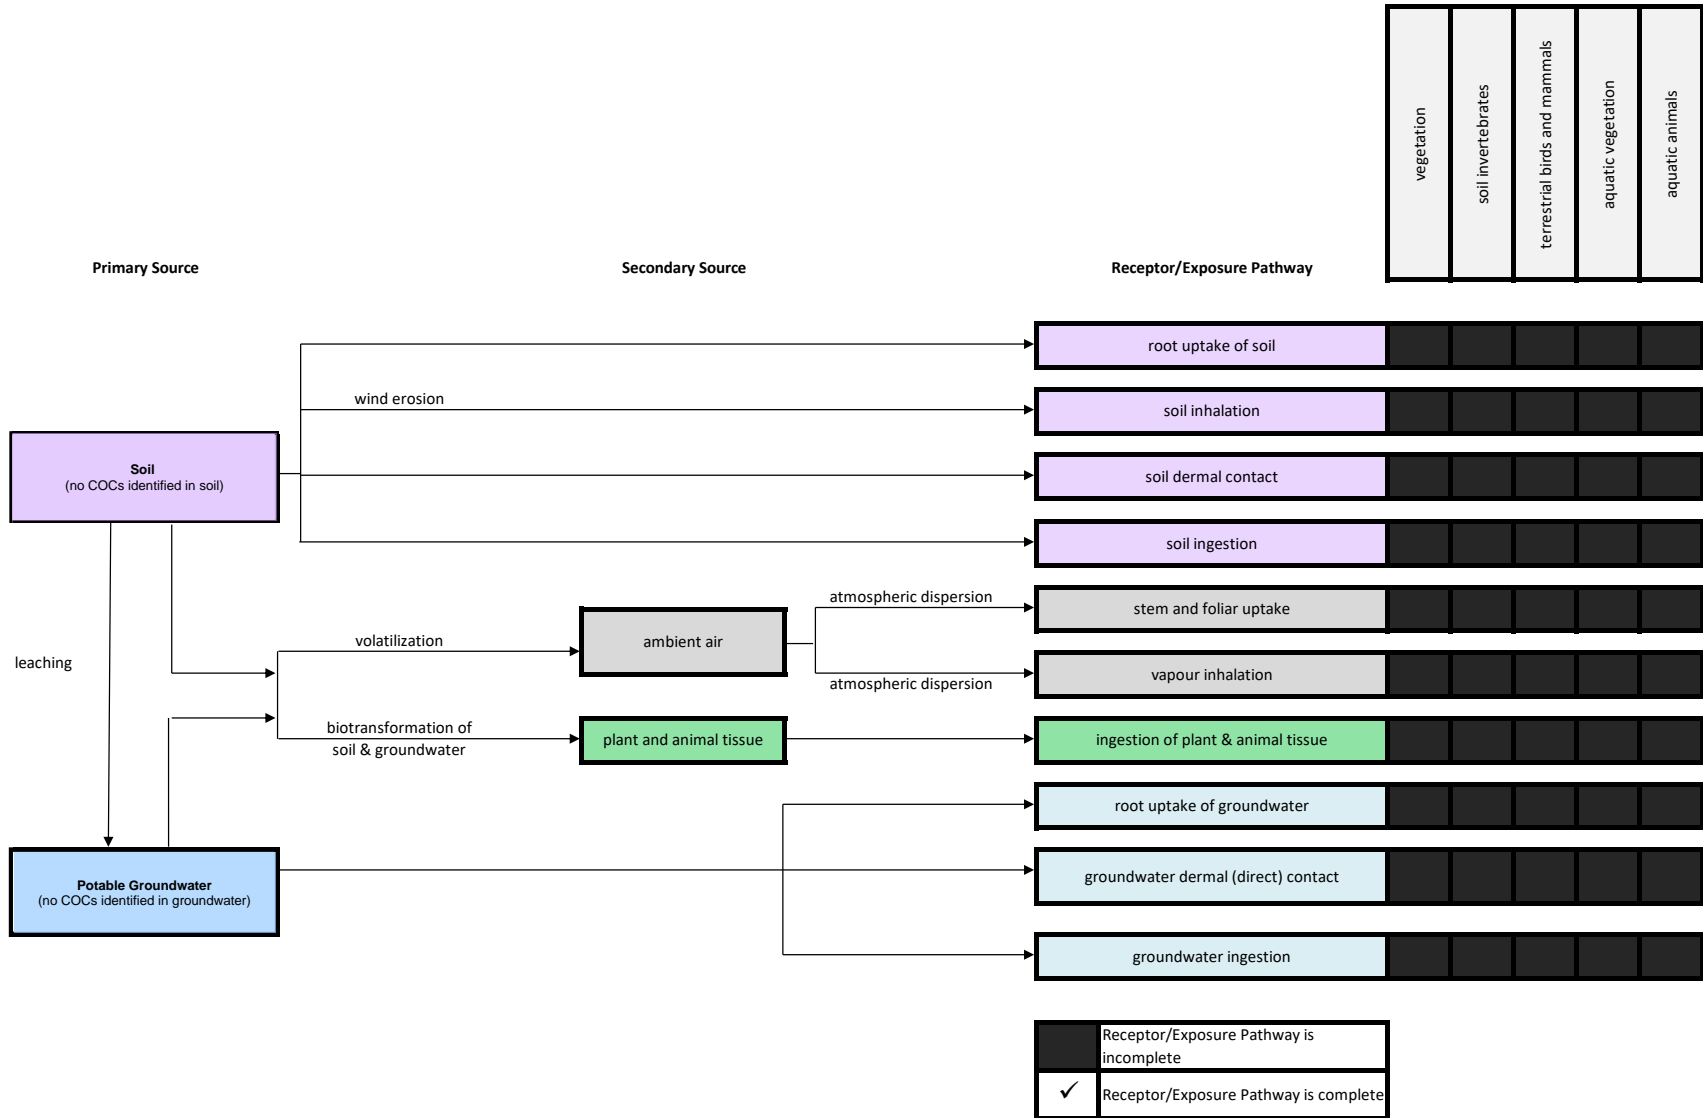 vegetation
soil invertebrates
terrestrial birds and mammals
aquatic vegetation
aquatic animals
Primary Source
Secondary Source
Receptor/Exposure Pathway
root uptake of soil
wind erosion
soil inhalation
Soil
(no COCs identified in soil)
soil dermal contact
soil ingestion
atmospheric dispersion
stem and foliar uptake
volatilization
ambient air
leaching
vapour inhalation
atmospheric dispersion
biotransformation of
soil & groundwater
plant and animal tissue
ingestion of plant & animal tissue
root uptake of groundwater
Potable Groundwater
(no COCs identified in groundwater)
groundwater dermal (direct) contact
groundwater ingestion
Receptor/Exposure Pathway is
incomplete
✓ Receptor/Exposure Pathway is complete